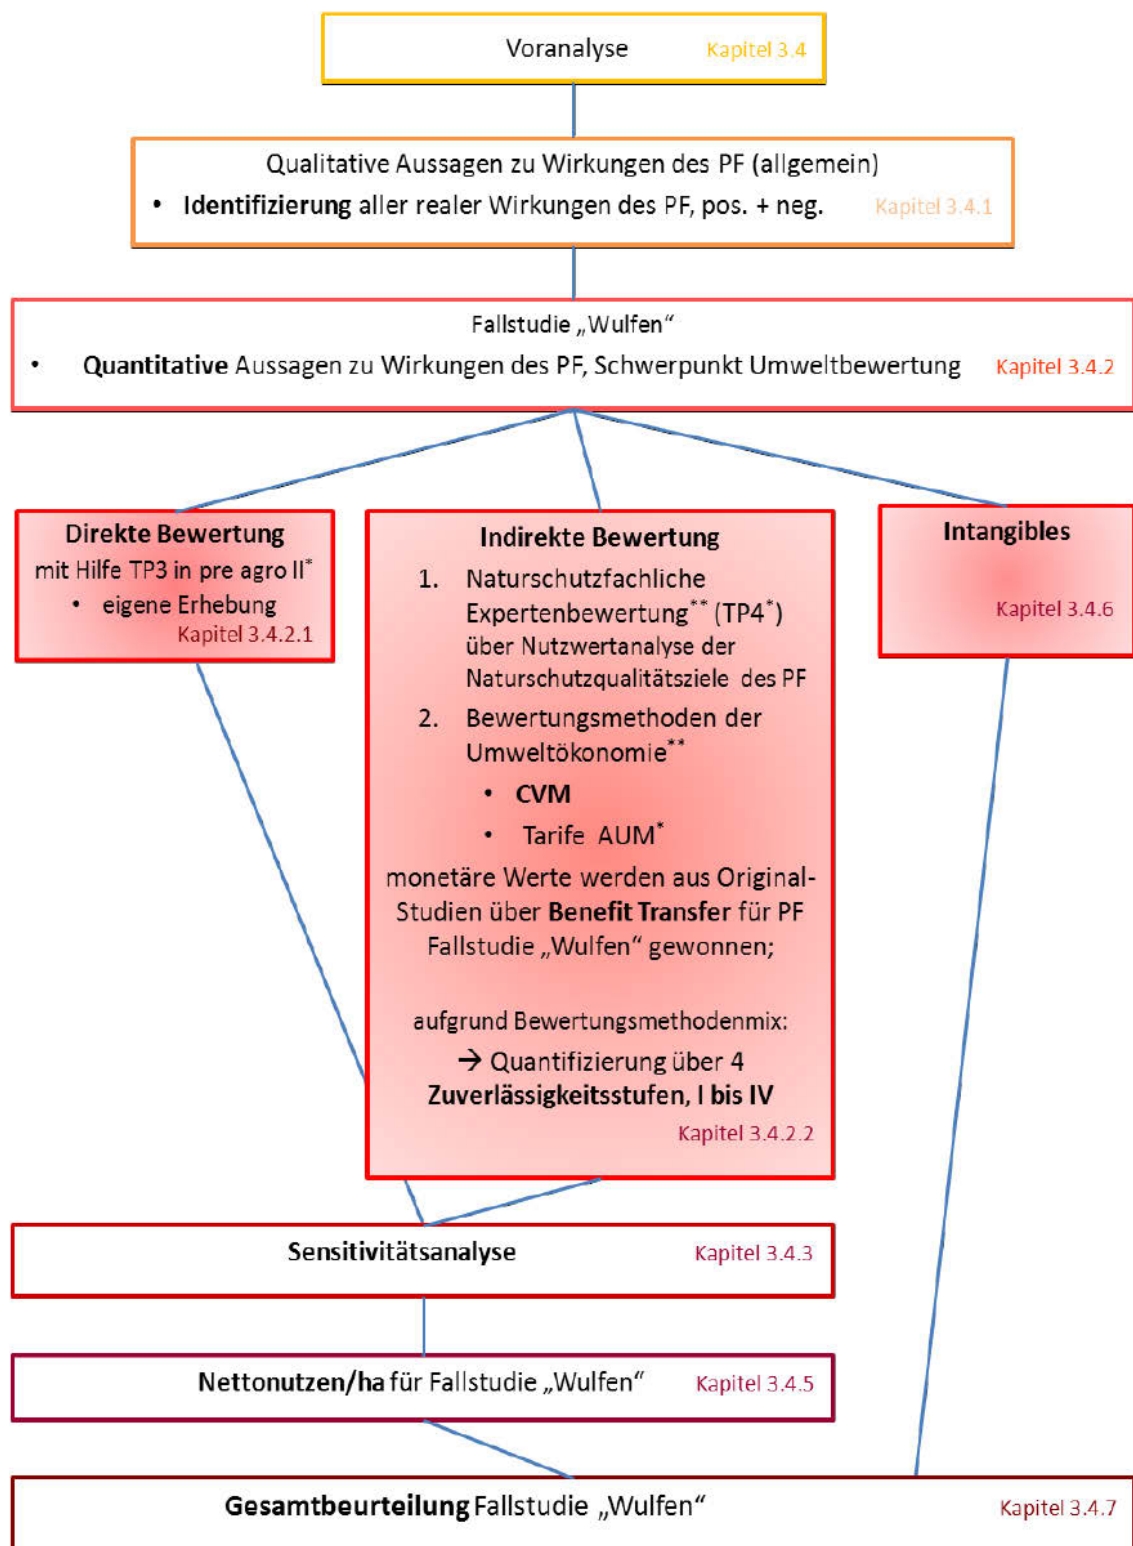 Voranalyse Kapitel 3.4
Qualitative Aussagen zu Wirkungen des PF (allgemein)
• Identifizierung aller realer Wirkungen des PF, pos. + neg. Kapitel 3.4.1
Fallstudie „Wulfen“
• Quantitative Aussagen zu Wirkungen des PF, Schwerpunkt Umweltbewertung Kapitel 3.4.2
Direkte Bewertung
mit Hilfe TP3 in pre agro II*
• eigene Erhebung
Kapitel 3.4.2.1
Indirekte Bewertung
1. Naturschutzfachliche
Expertenbewertung** (TP4*)
über Nutzwertanalyse der
Naturschutzqualitätsziele des PF
2. Bewertungsmethoden der
Umweltökonomie**
• CVM
• Tarife AUM*
monetäre Werte werden aus Original-
Studien über Benefit Transfer für PF
Fallstudie „Wulfen“ gewonnen;
aufgrund Bewertungsmethodenmix:
→ Quantifizierung über 4
Zuverlässigkeitsstufen, I bis IV
Kapitel 3.4.2.2
Intangibles
Kapitel 3.4.6
Sensitivitätsanalyse Kapitel 3.4.3
Nettonutzen/ha für Fallstudie „Wulfen“ Kapitel 3.4.5
Gesamtbeurteilung Fallstudie „Wulfen“ Kapitel 3.4.7